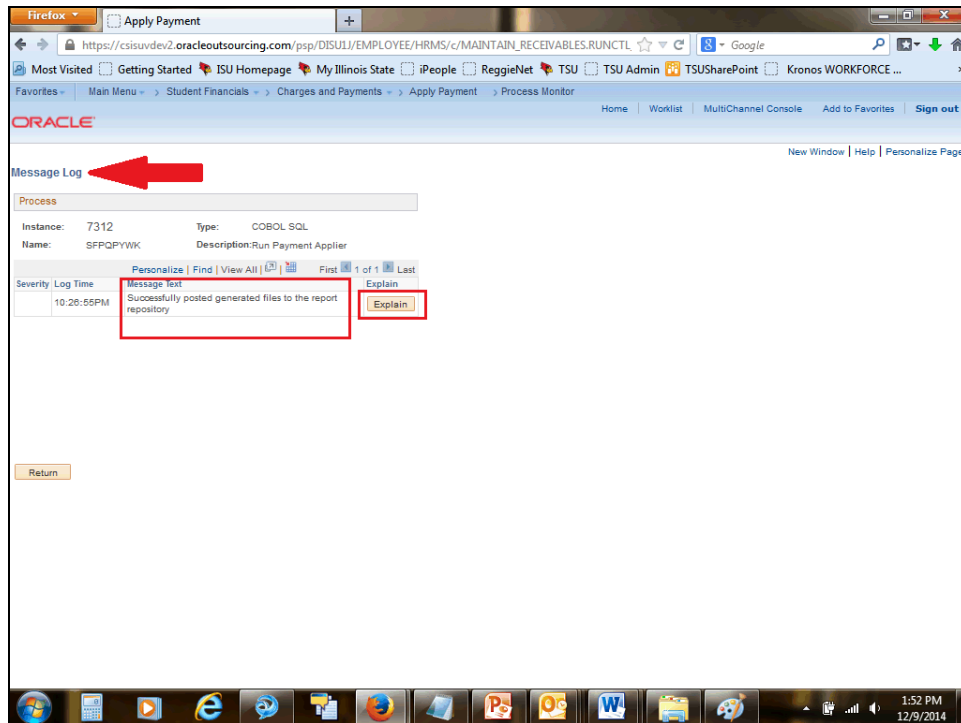 Firefox
Apply Payment
+
https://csisuvdev2.oracleoutsourcing.com/psp/DISU1J/EMPLOYEE/HRMS/c/MAINTAIN_RECEIVABLES.RUNCTL_
8 - Google
Most Visited Getting Started ISU Homepage My Illinois State iPeople ReggieNet TSU TSU Admin TSUSharePoint Kronos WORKFORCE ...
Favorites Main Menu > Student Financials > Charges and Payments > Apply Payment > Process Monitor
Home | Worklist | MultiChannel Console Add to Favorites | Sign out
ORACLE
New Window | Help | Personalize Page
Message Log
Process
Instance: 7312 Type: COBOL SQL
Name: SFPQPYWK Description: Run Payment Applier
Personalize | Find | View All | | First 1 of 1 Last
Severity Log Time Message Text Explain
10:26:55PM Successfully posted generated files to the report repository Explain
Return
1:52 PM
12/9/2014